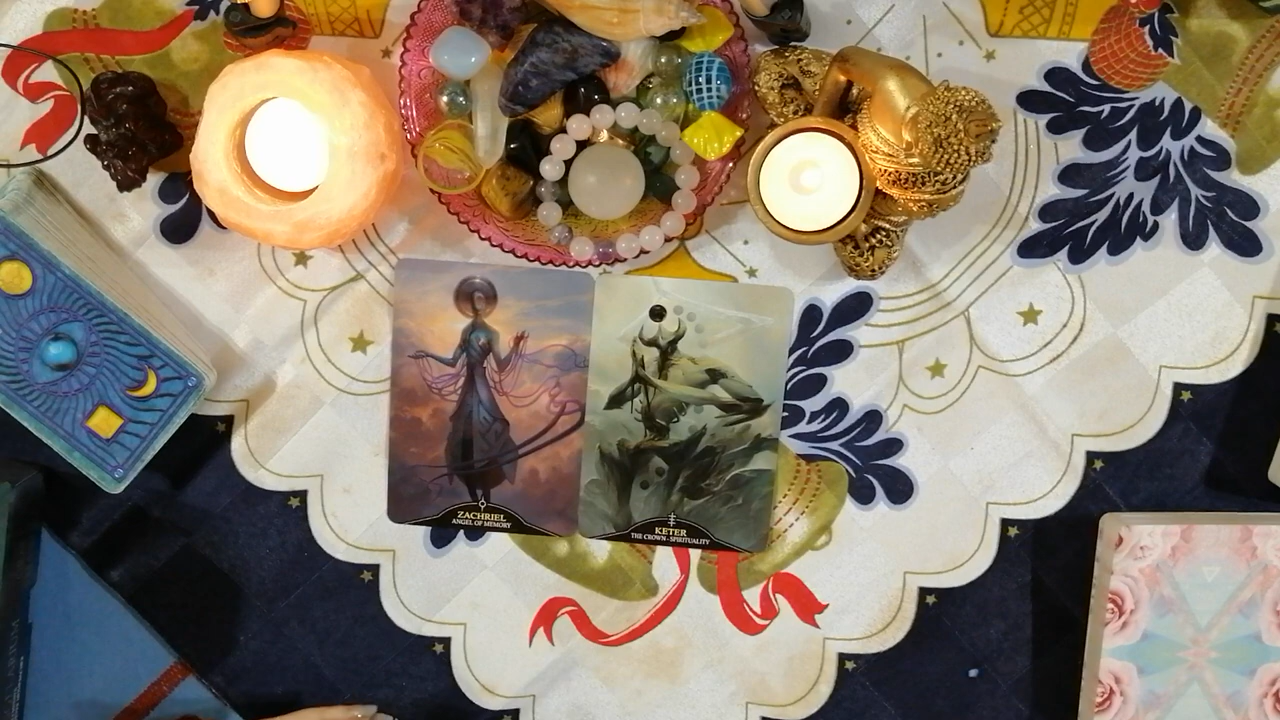 ZACHRIEL
ANGEL OF MEMORY
KETER
THE CROWN - SPIRITUALITY